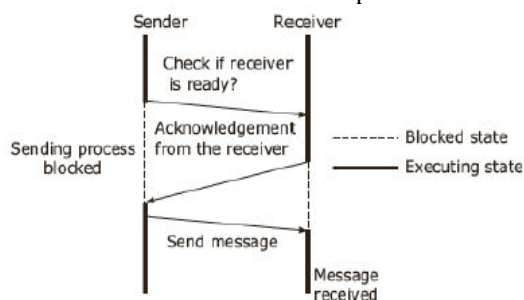 Sender
Receiver
Check if receiver
is ready?
Acknowledgement
from the receiver
Sending process
blocked
Blocked state
Executing state
Send message
Message
received